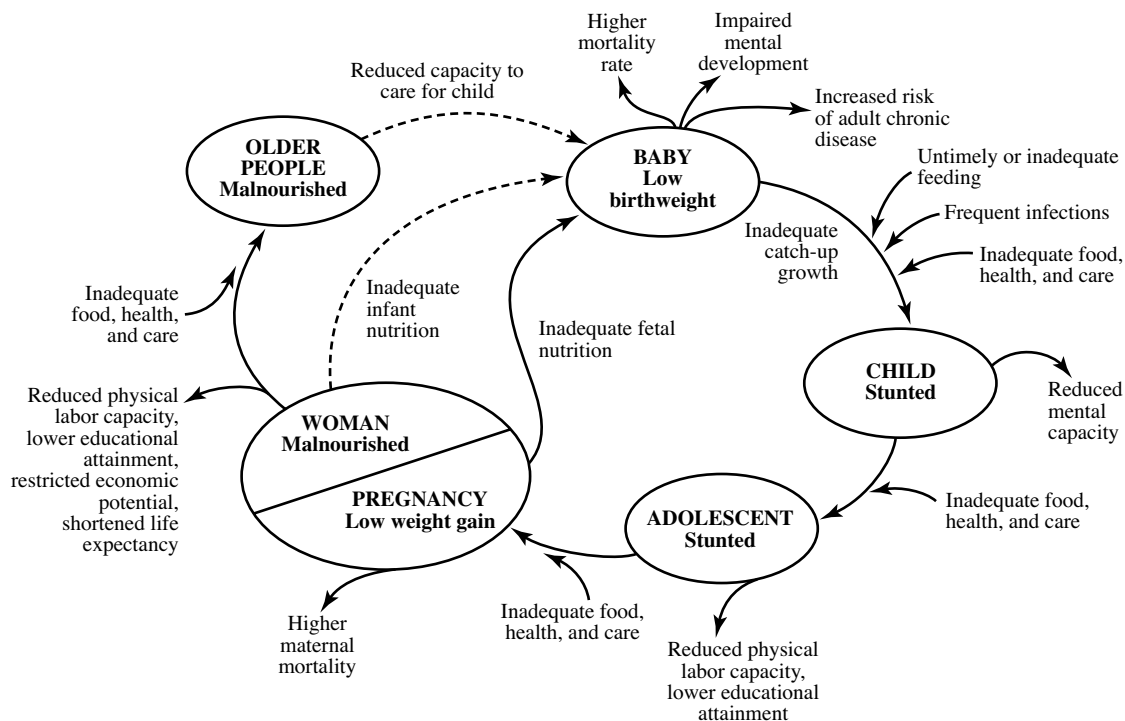 Higher
mortality
rate
Impaired
mental
development
Increased risk
of adult chronic
disease
Reduced capacity to
care for child
OLDER
PEOPLE
Malnourished
BABY
Low
birthweight
Untimely or inadequate
feeding
Frequent infections
Inadequate food,
health, and care
Inadequate
catch-up
growth
Inadequate
food, health,
and care
Inadequate
infant
nutrition
Inadequate fetal
nutrition
CHILD
Stunted
Reduced
mental
capacity
Reduced physical
labor capacity,
lower educational
attainment,
restricted economic
potential,
shortened life
expectancy
WOMAN
Malnourished
PREGNANCY
Low weight gain
ADOLESCENT
Stunted
Inadequate food,
health, and care
Inadequate food,
health, and care
Higher
maternal
mortality
Reduced physical
labor capacity,
lower educational
attainment